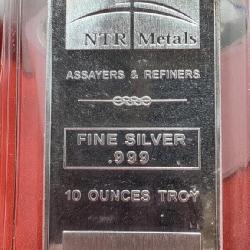 NTR Metals
ASSAYERS & REFINERS
FINE SILVER
.999
10 OUNCES TROY